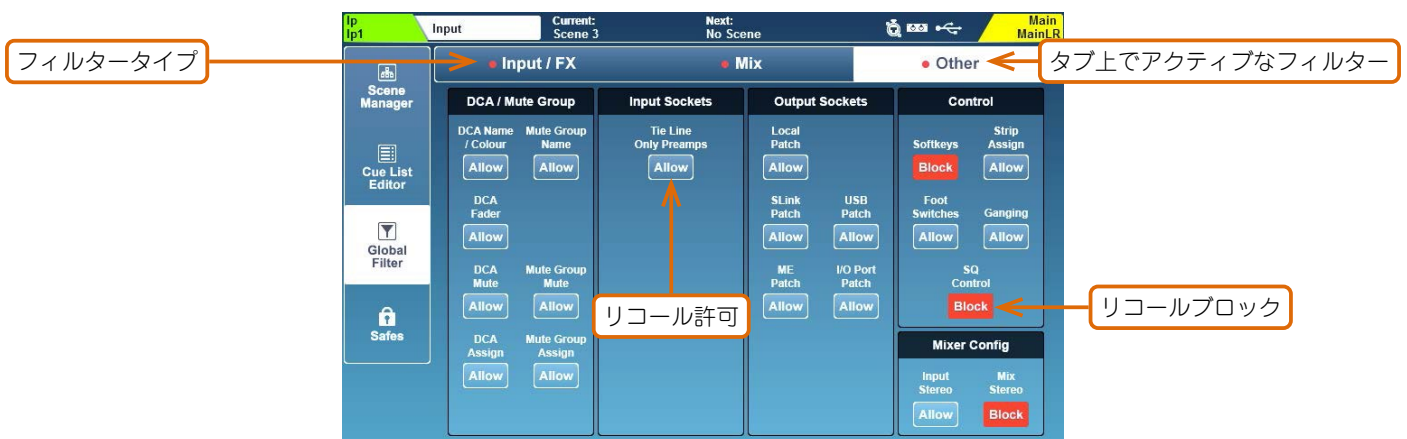 Ip
Ip1
Input
Current:
Scene 3
Next:
No Scene
Main
MainLR
フィルタータイプ
Input / FX
Mix
Other
タブ上でアクティブなフィルター
Scene
Manager
Cue List
Editor
Global
Filter
Safes
DCA / Mute Group
DCA Name
/ Colour
Mute Group
Name
Allow
Allow
DCA
Fader
Allow
DCA
Mute
Mute Group
Mute
Allow
Allow
DCA
Assign
Mute Group
Assign
Allow
Allow
Input Sockets
Tie Line
Only Preamps
Allow
リコール許可
Output Sockets
Local
Patch
Allow
SLink
Patch
USB
Patch
Allow
Allow
ME
Patch
I/O Port
Patch
Allow
Allow
Control
Softkeys
Strip
Assign
Block
Allow
Foot
Switches
Ganging
Allow
Allow
SQ
Control
Block
リコールブロック
Mixer Config
Input
Stereo
Mix
Stereo
Allow
Block